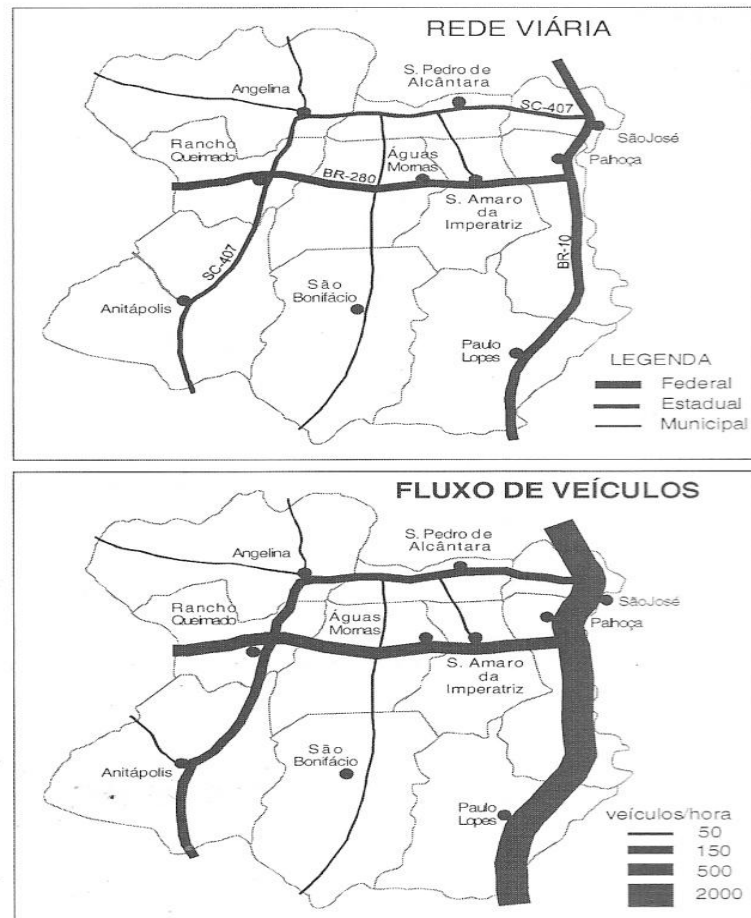 REDE VIÁRIA
S. Pedro de
Alcântara
Angelina
SC-407
São José
Rancho
Queimado
Águas
Mornas
Palhoça
BR-280
S. Amaro
da
Imperatriz
SC-407
BR-10
São
Bonifácio
Anitápolis
Paulo
Lopes
LEGENDA
Federal
Estadual
Municipal
FLUXO DE VEÍCULOS
S. Pedro de
Alcântara
Angelina
Rancho
Queimado
Águas
Mornas
São José
Palhoça
S. Amaro
da
Imperatriz
São
Bonifácio
Anitápolis
Paulo
Lopes
veículos/hora
50
150
500
2000